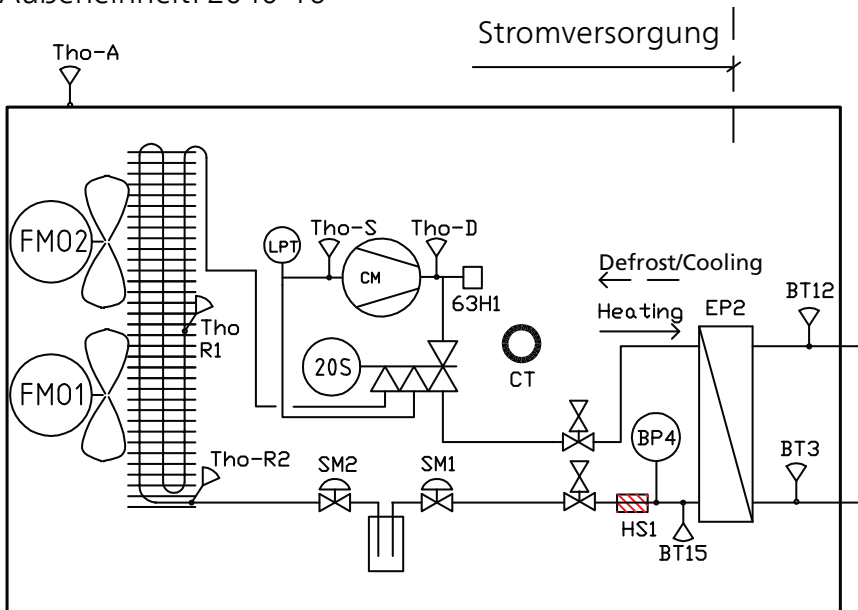 Stromversorgung
Tho-A
FM02
LPT
Tho-S
Tho-D
CM
63H1
Defrost/Cooling
Heating
EP2
BT12
Tho
R1
20S
CT
FM01
BP4
BT3
Tho-R2
SM2
SM1
HS1
BT15